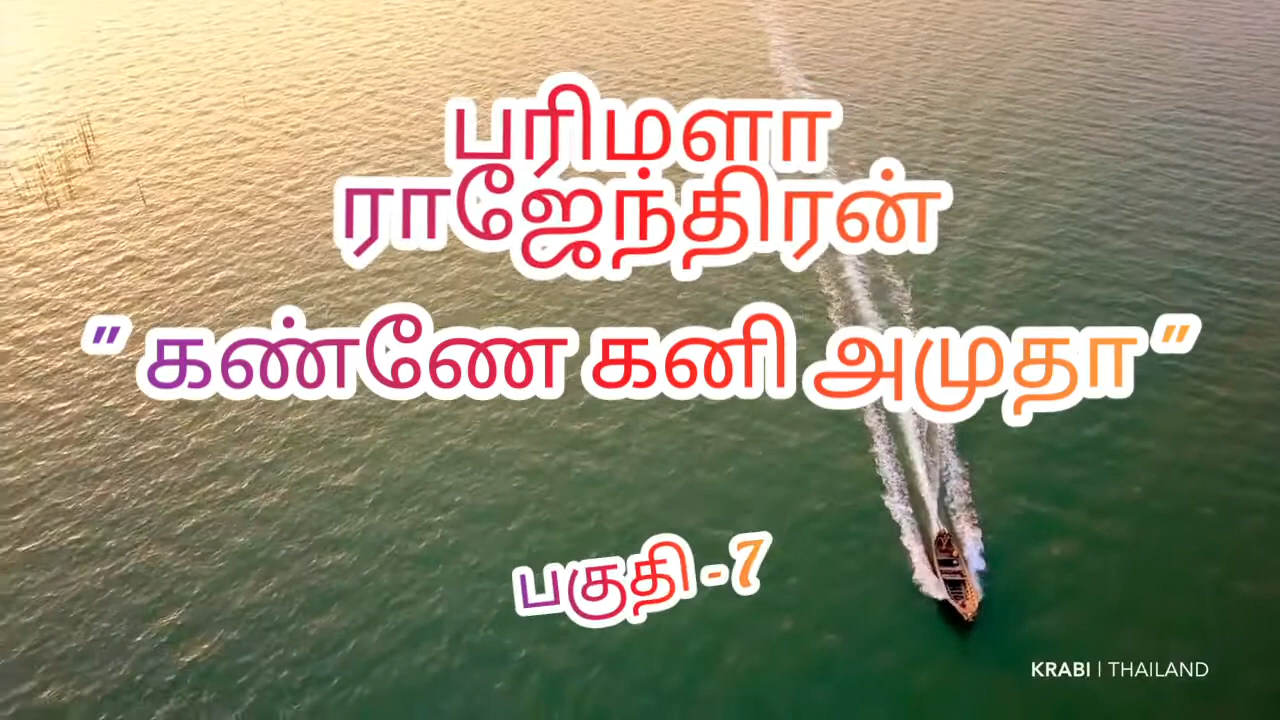 பரிமளா
ராஜேந்திரன்
"கண்ணே கனி அமுதா"
பகுதி -7
KRABI | THAILAND